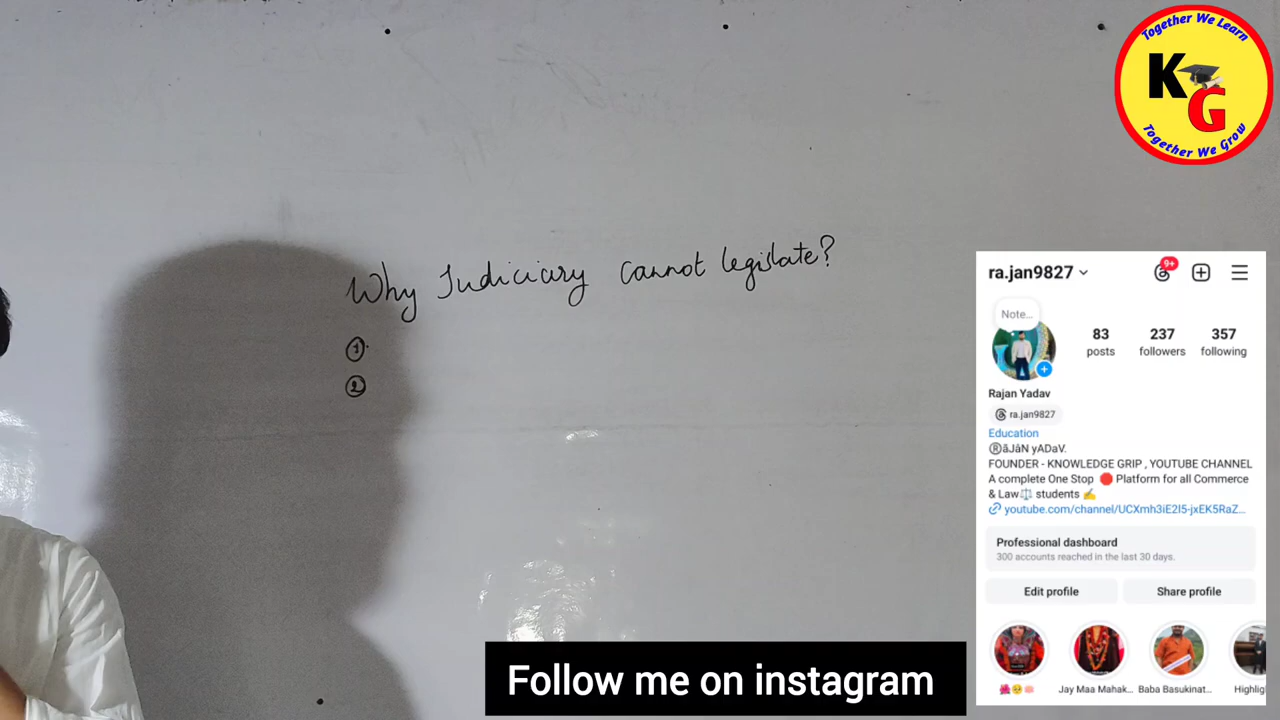 Together We Learn
K
G
Together We Grow
Why Judiciary cannot legislate?
①
②
ra.jan9827
9+
Note...
83 237 357
posts followers following
Rajan Yadav
ra.jan9827
Education
ⓇãJâN yADaV.
FOUNDER - KNOWLEDGE GRIP , YOUTUBE CHANNEL
A complete One Stop 🛑 Platform for all Commerce
& Law⚖️ students ✍️
youtube.com/channel/UCXmh3iE2I5-jxEK5RaZ...
Professional dashboard
300 accounts reached in the last 30 days.
Edit profile Share profile
Jay Maa Mahak... Baba Basukinat... Highlig
Follow me on instagram